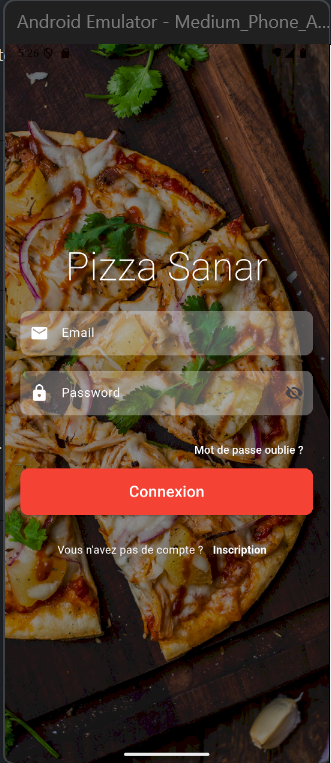 Android Emulator - Medium_Phone_A...
5:28
Pizza Sanar
Email
Password
Mot de passe oublie ?
Connexion
Vous n'avez pas de compte ? Inscription